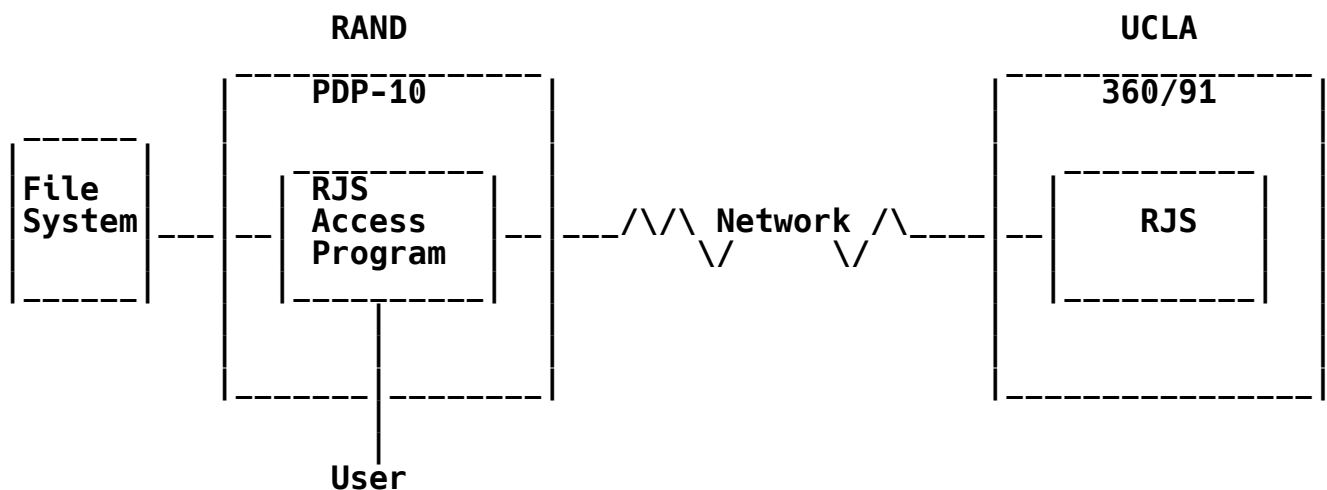 RAND UCLA
PDP-10 360/91
File RJS
System Access Network RJS
Program
User